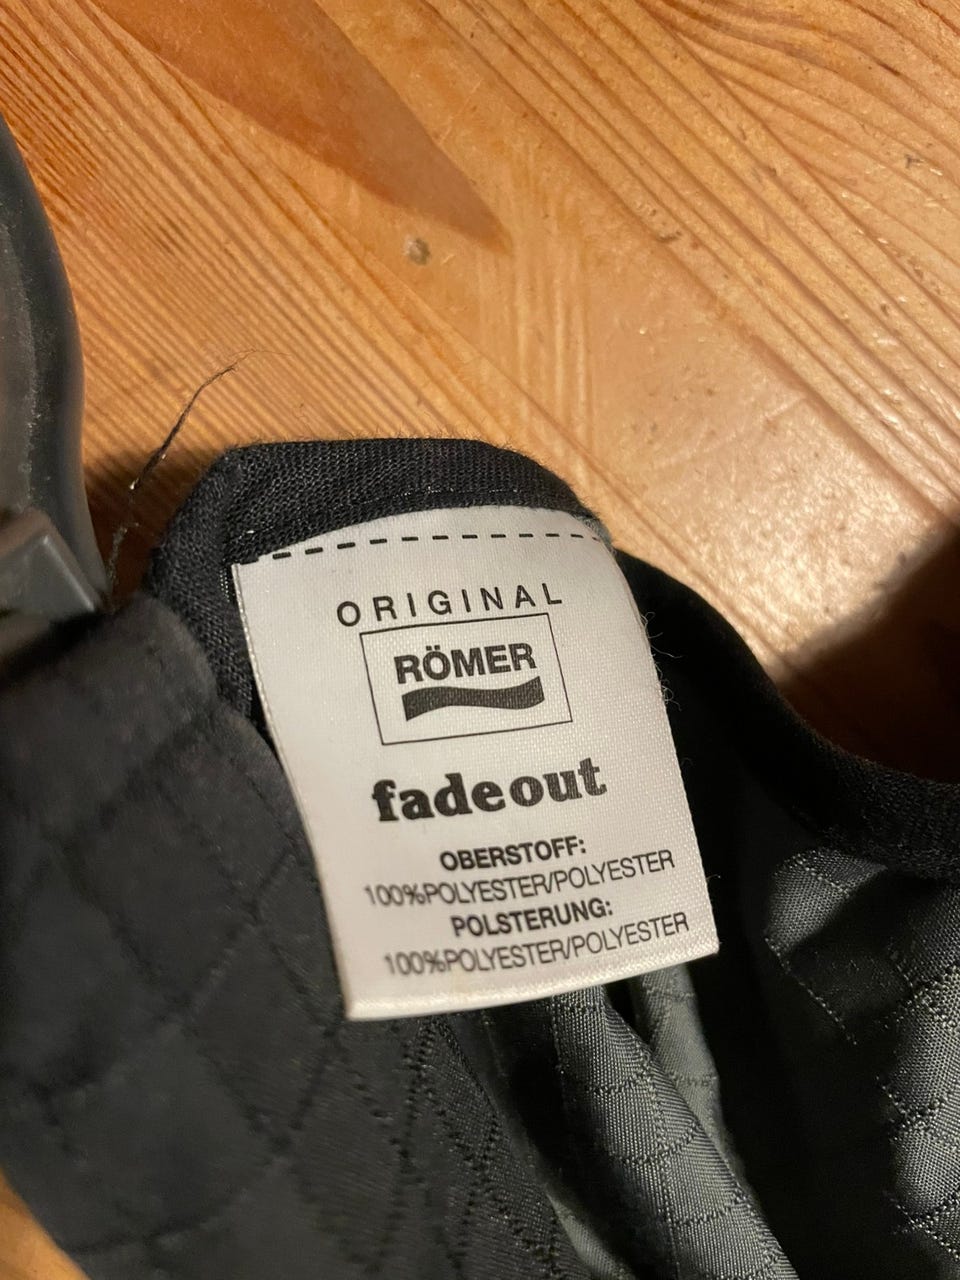 ORIGINAL
RÖMER
fadeout
OBERSTOFF:
100%POLYESTER/POLYESTER
POLSTERUNG:
100%POLYESTER/POLYESTER